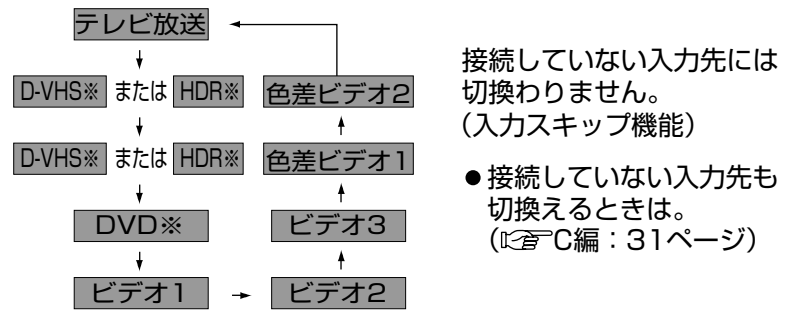 テレビ放送
D-VHS※ または HDR※
D-VHS※ または HDR※
DVD※
ビデオ1
ビデオ2
ビデオ3
色差ビデオ1
色差ビデオ2
接続していない入力先には
切換わりません。
(入力スキップ機能)
●接続していない入力先も
切換えるときは。
(☞C編:31ページ)